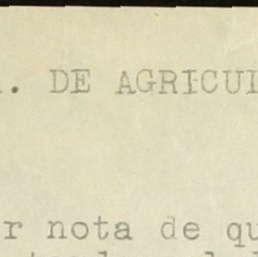 . DE AGRICU
r nota de qu